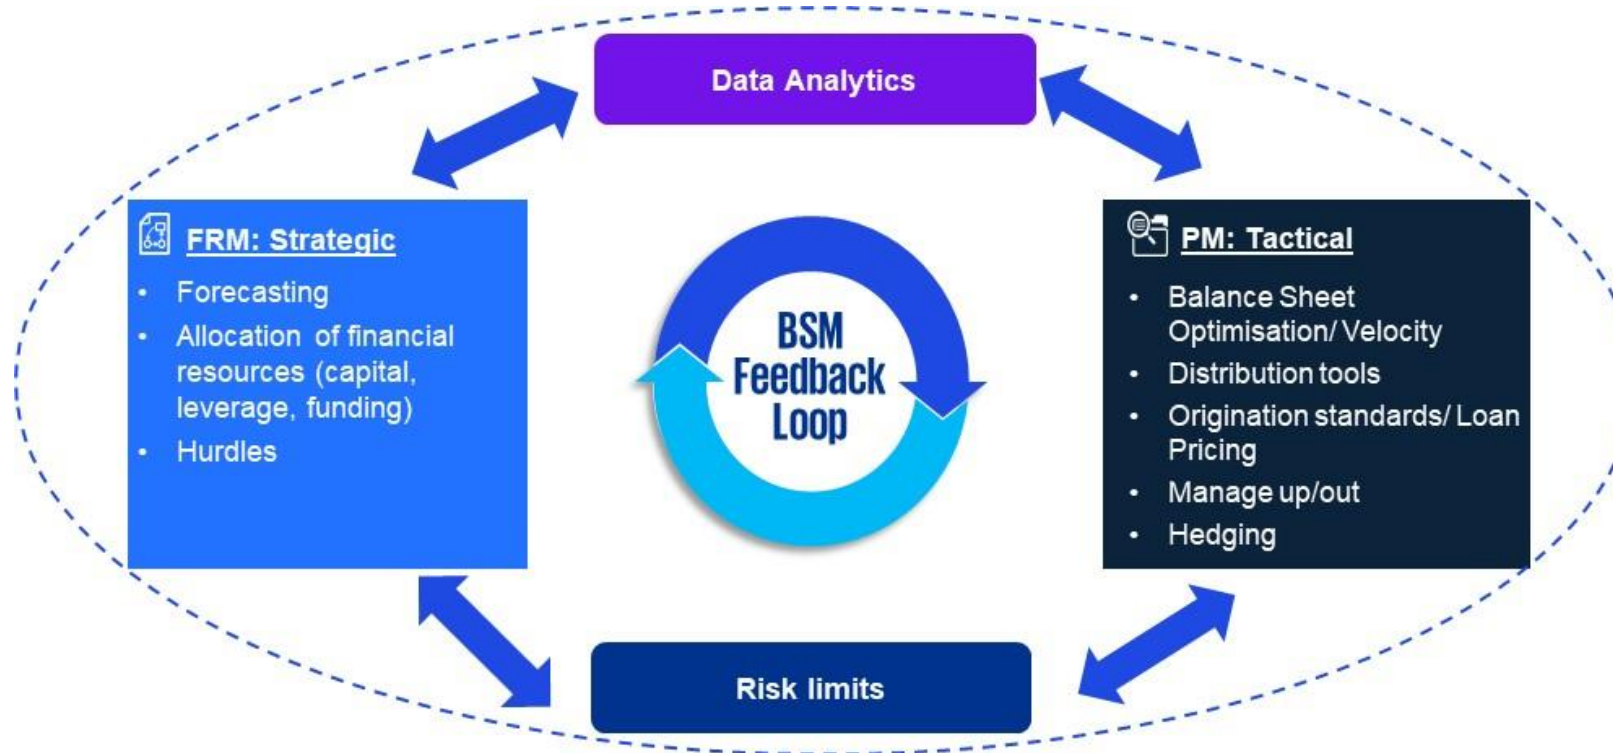 Data Analytics
FRM: Strategic
• Forecasting
• Allocation of financial
resources (capital,
leverage, funding)
• Hurdles
BSM
Feedback
Loop
PM: Tactical
• Balance Sheet
Optimisation/ Velocity
• Distribution tools
• Origination standards/ Loan
Pricing
• Manage up/out
• Hedging
Risk limits